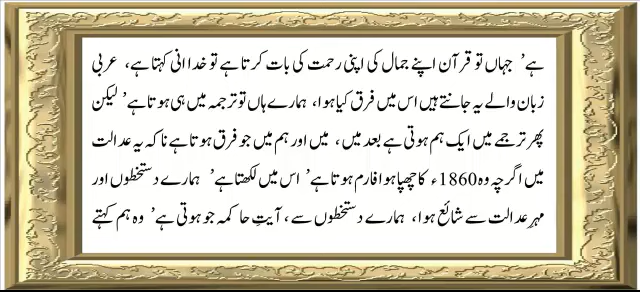 ہے’ جہاں تو قرآن اپنے جمال کی اپنی رحمت کی بات کرتا ہے تو خدا انی کہتا ہے، عربی
زبان والے یہ جانتے ہیں اس میں فرق کیا ہوا، ہمارے ہاں تو ترجمہ میں ہی ہوتا ہے’ لیکن
پھر ترجمے میں ایک ہم ہوتی ہے بعد میں، میں اور ہم میں جو فرق ہوتا ہے نا کہ یہ عدالت
میں اگرچہ وہ 1860ء کا چھپا ہوا فارم ہوتا ہے’ اس میں لکھتا ہے’ ہمارے دستخطوں اور
مہرِ عدالت سے شائع ہوا، ہمارے دستخطوں سے، آیتِ حاکمہ جو ہوتی ہے’ وہ ہم کہتے